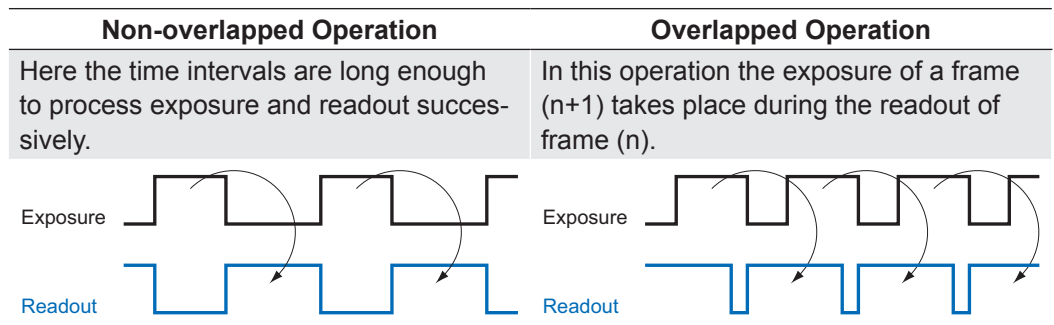 Non-overlapped Operation
Overlapped Operation
Here the time intervals are long enough
to process exposure and readout succes-
sively.
In this operation the exposure of a frame
(n+1) takes place during the readout of
frame (n).
Exposure
Readout
Exposure
Readout